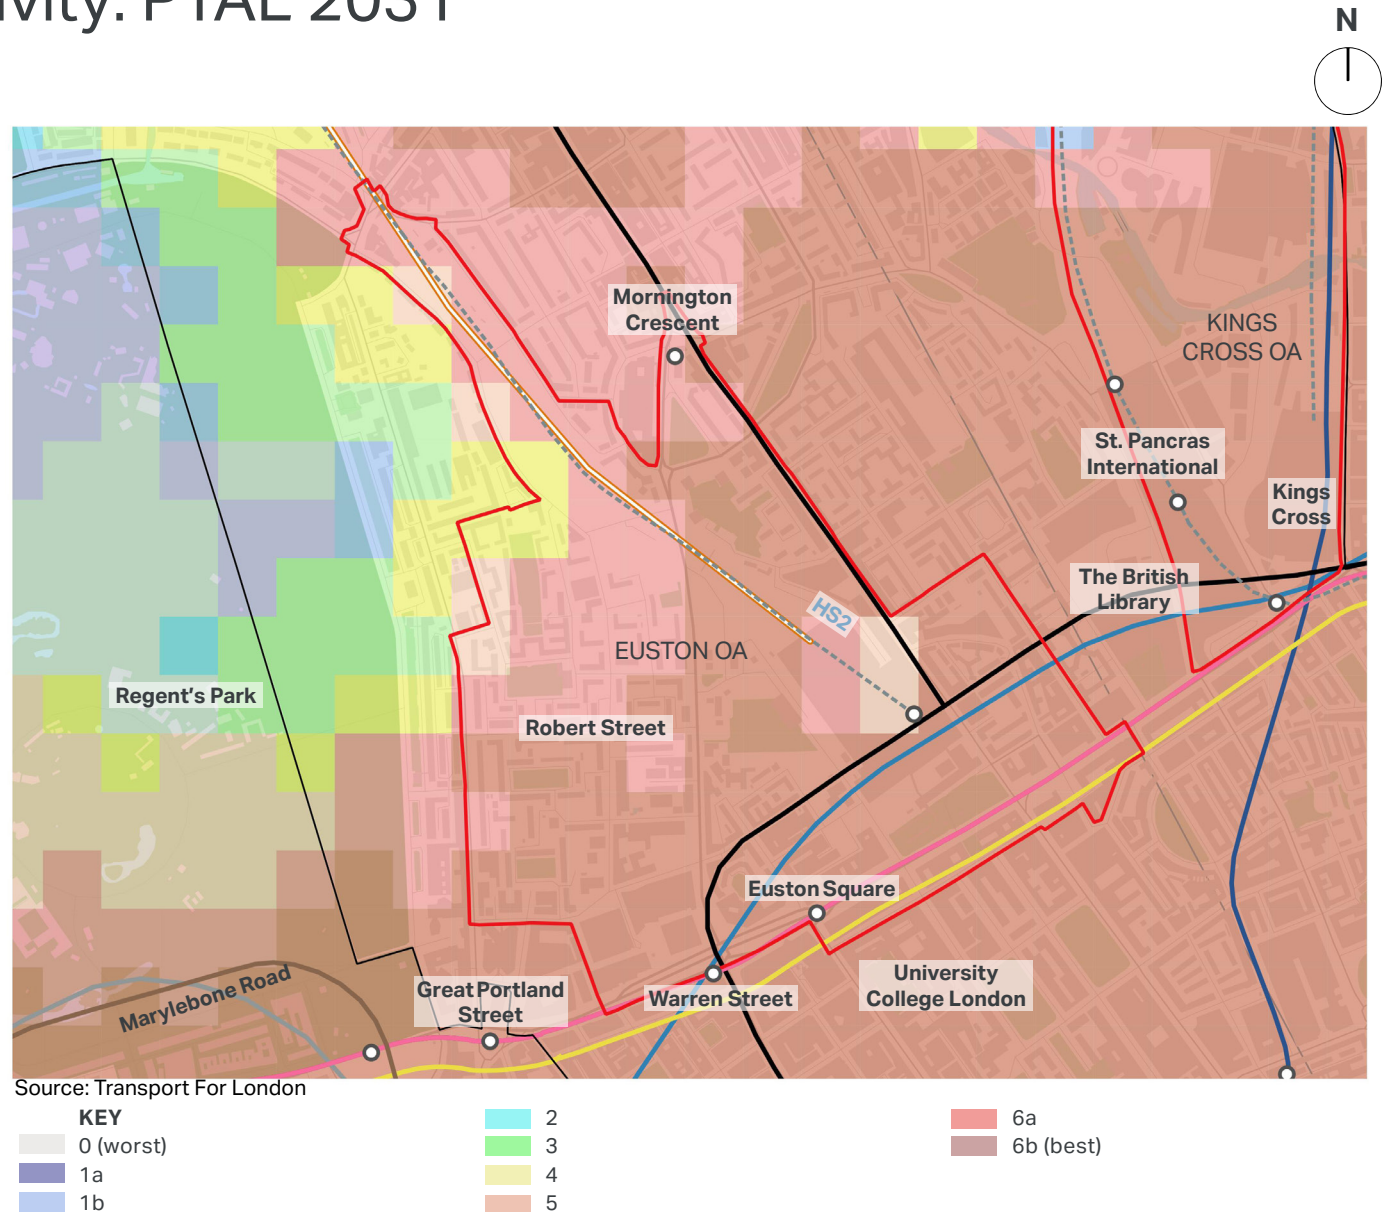 PTAL 2031
N
Mornington
Crescent
KINGS
CROSS OA
St. Pancras
International
Kings
Cross
The British
Library
HS2
EUSTON OA
Regent's Park
Robert Street
Euston Square
University
College London
Great Portland
Street
Warren Street
Marylebone Road
Source: Transport For London
KEY
0 (worst)
1a
1b
2
3
4
5
6a
6b (best)